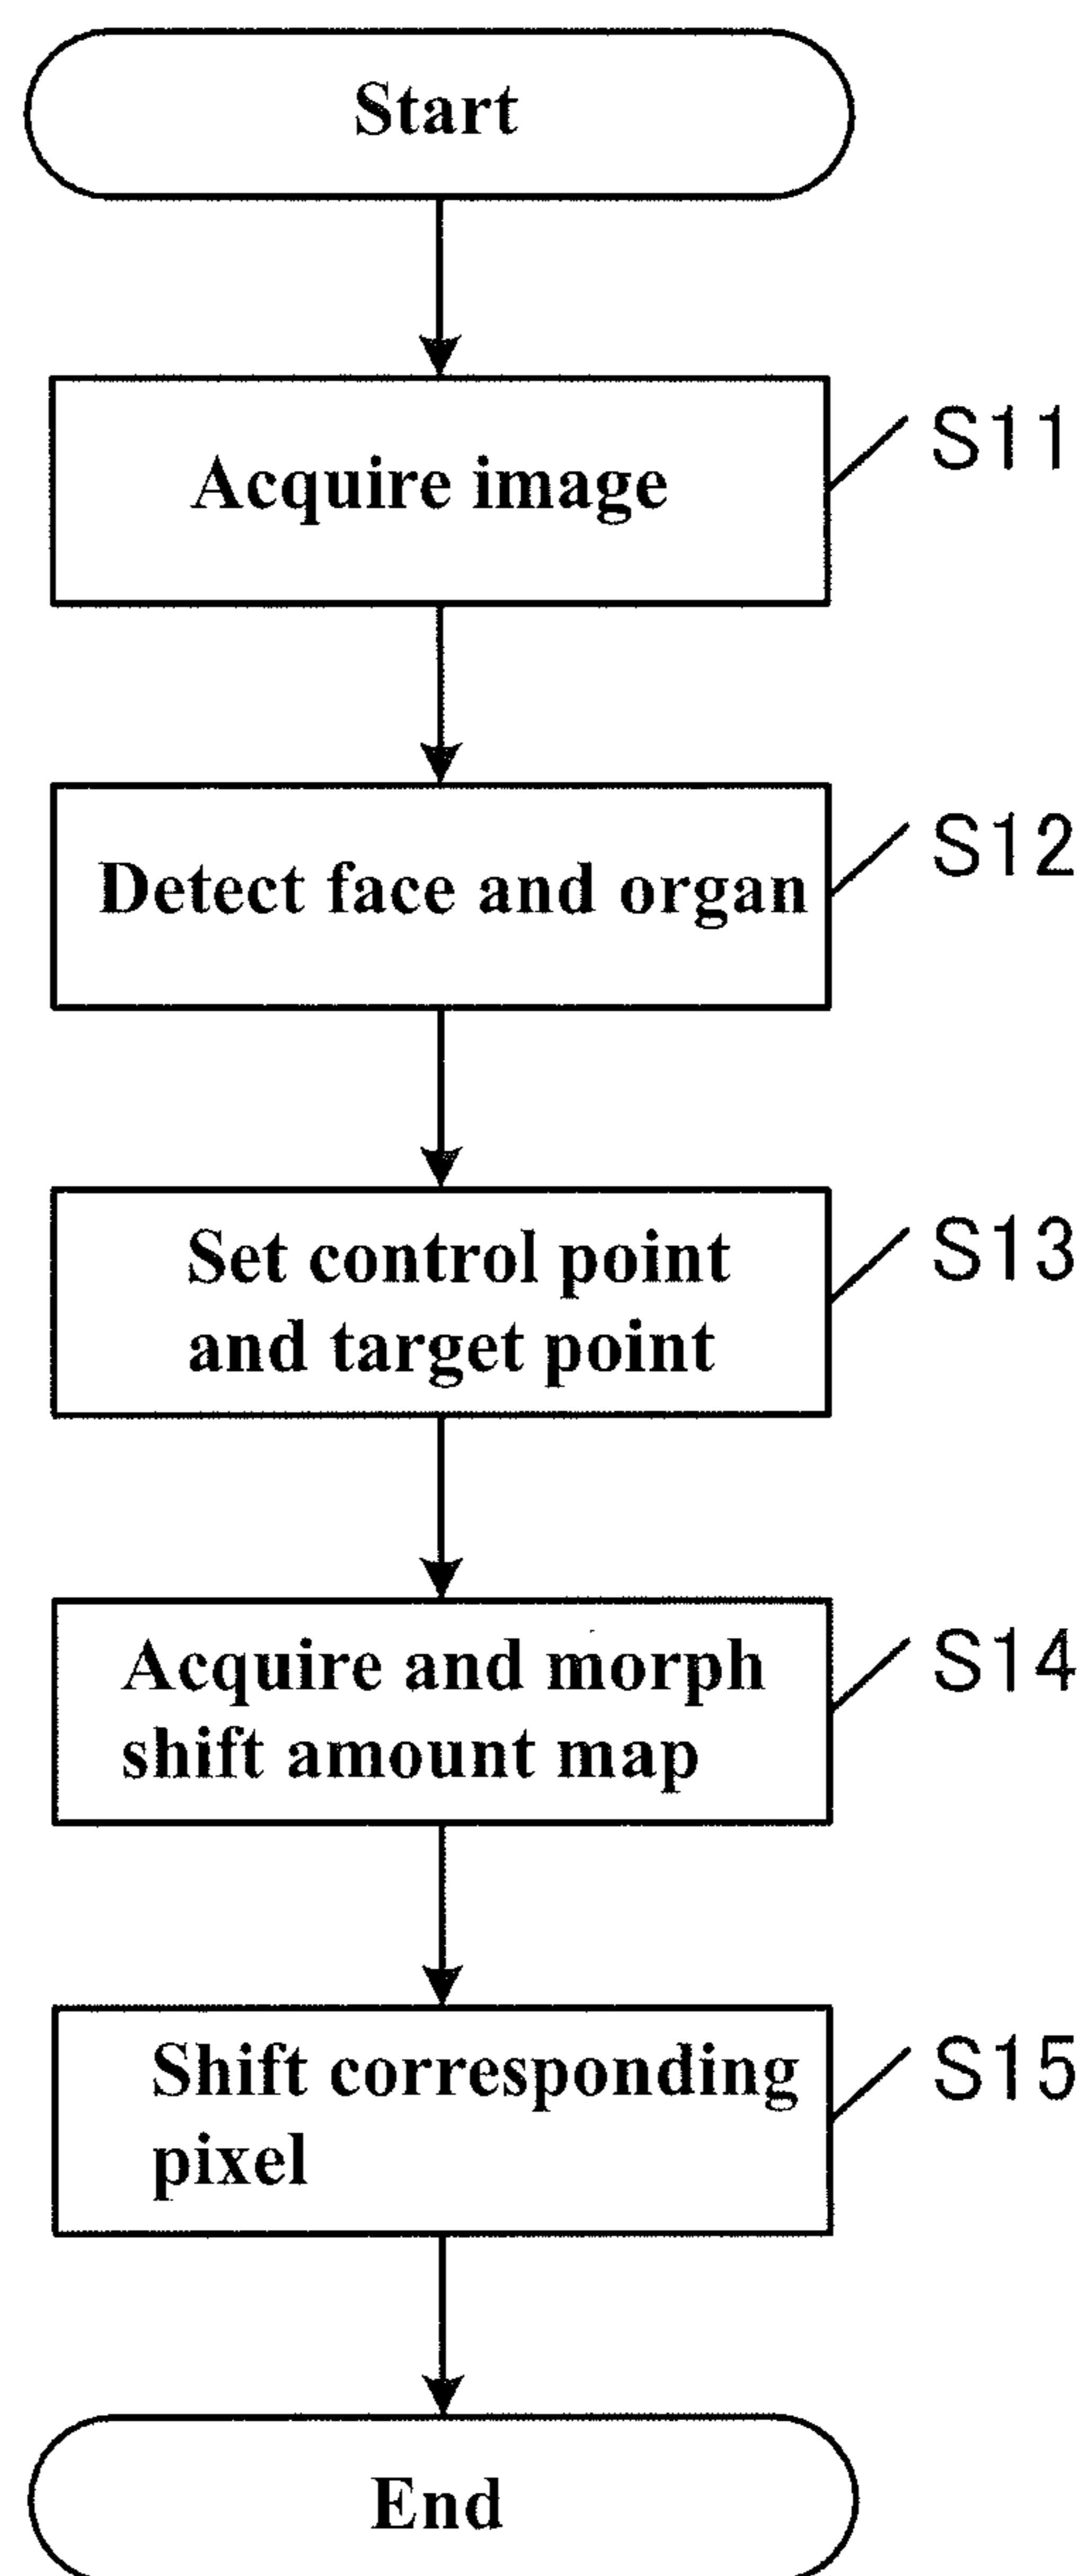 Start
Acquire image
S11
Detect face and organ
S12
Set control point
and target point
S13
Acquire and morph
shift amount map
S14
Shift corresponding
pixel
S15
End